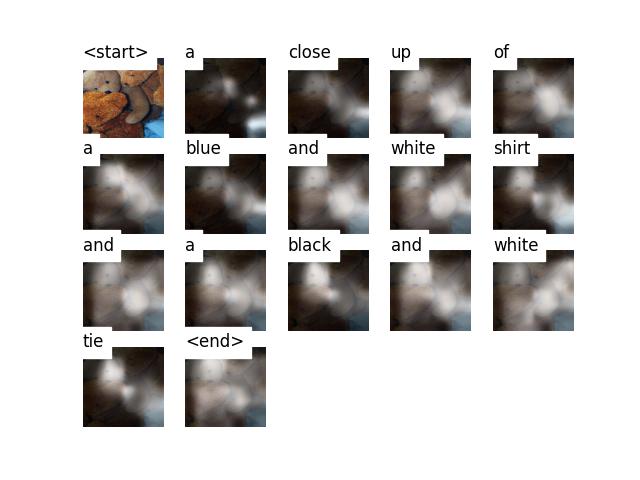 <start> a close up of
a blue and white shirt
and a black and white
tie <end>